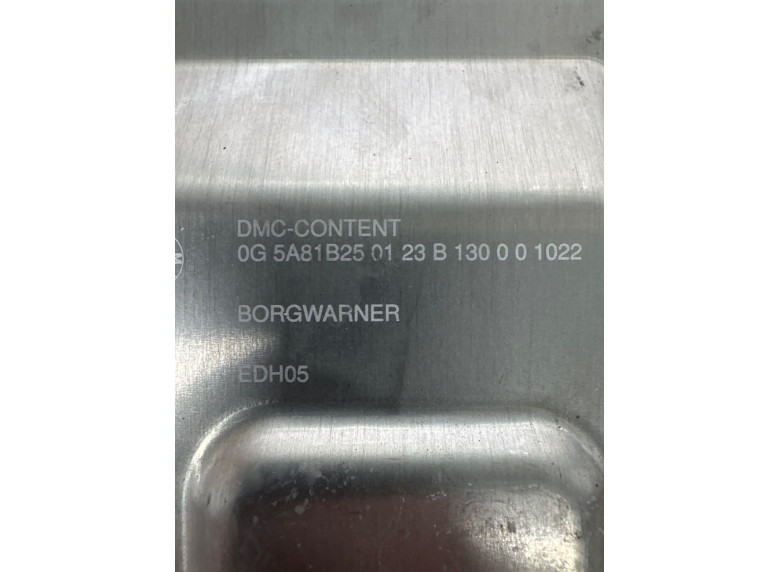 DMC-CONTENT
0G 5A81B25 01 23 B 130 0 0 1022
BORGWARNER
EDH05